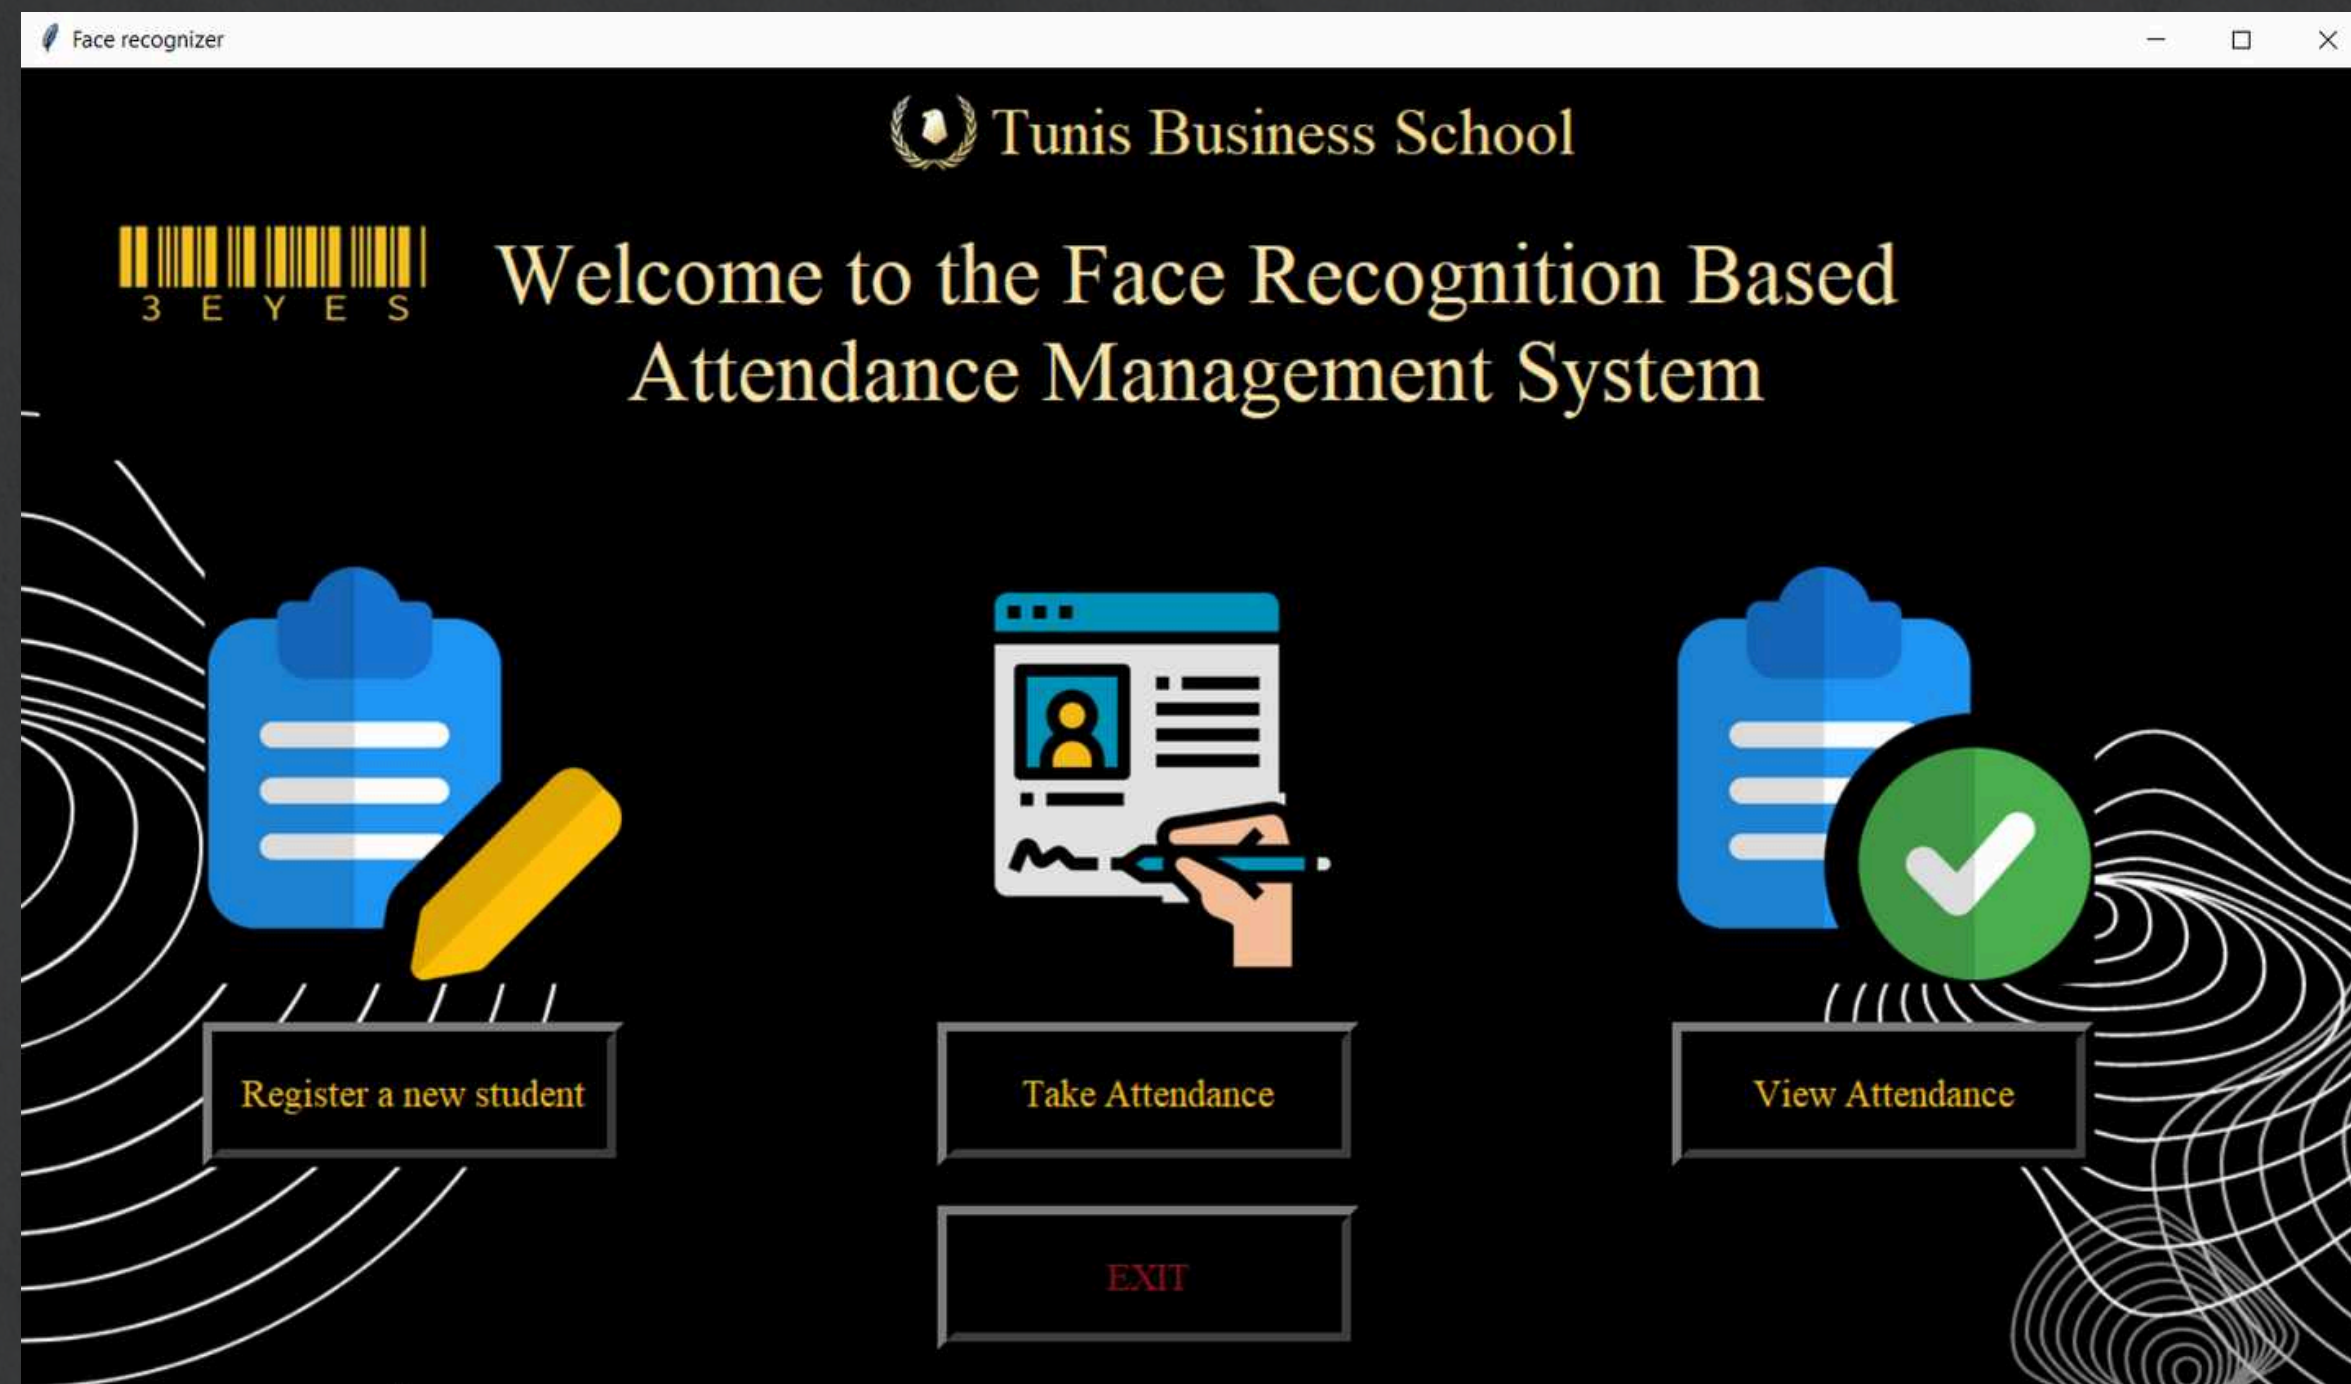 Face recognizer
Tunis Business School
3 E Y E S
Welcome to the Face Recognition Based
Attendance Management System
Register a new student
Take Attendance
View Attendance
EXIT